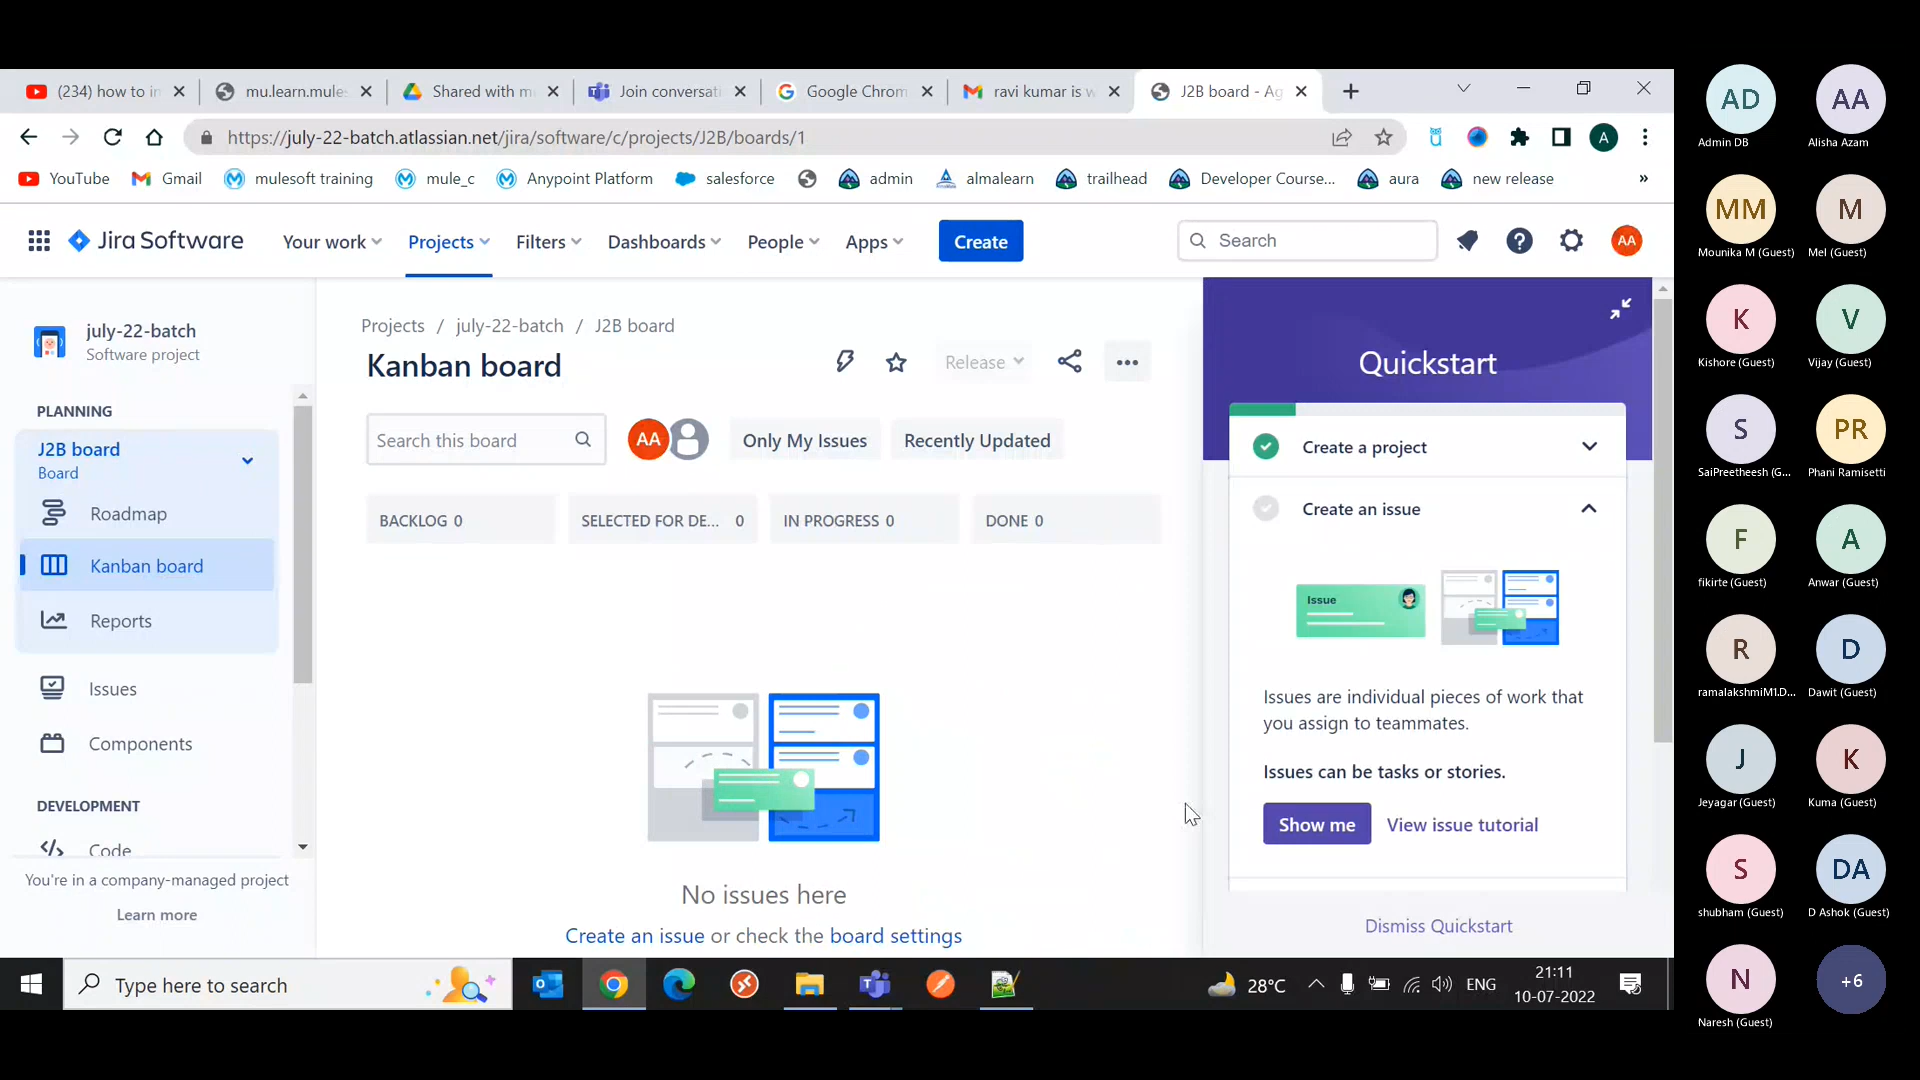 (234) how to in
mu.learn.mules
Shared with m
Join conversati
Google Chrom
ravi kumar is w
J2B board - Ag
https://july-22-batch.atlassian.net/jira/software/c/projects/J2B/boards/1
A
YouTube
Gmail
mulesoft training
mule_c
Anypoint Platform
salesforce
admin
almalearn
trailhead
Developer Course...
aura
new release
»
Jira Software
Your work
Projects
Filters
Dashboards
People
Apps
Create
Search
AA
july-22-batch
Software project
PLANNING
J2B board
Board
Roadmap
Kanban board
Reports
Issues
Components
DEVELOPMENT
Code
You're in a company-managed project
Learn more
Projects / july-22-batch / J2B board
Kanban board
Release
Search this board
AA
Only My Issues
Recently Updated
BACKLOG 0
SELECTED FOR DE... 0
IN PROGRESS 0
DONE 0
No issues here
Create an issue or check the board settings
Quickstart
Create a project
Create an issue
Issue
Issues are individual pieces of work that
you assign to teammates.
Issues can be tasks or stories.
Show me
View issue tutorial
Dismiss Quickstart
Type here to search
28°C
ENG
21:11
10-07-2022
AD
Admin DB
AA
Alisha Azam
MM
Mounika M (Guest)
M
Mel (Guest)
K
Kishore (Guest)
V
Vijay (Guest)
S
SaiPreetheesh (G...
PR
Phani Ramisetti
F
fikirte (Guest)
A
Anwar (Guest)
R
ramalakshmiM1.D...
D
Dawit (Guest)
J
Jeyagar (Guest)
K
Kuma (Guest)
S
shubham (Guest)
DA
D Ashok (Guest)
N
Naresh (Guest)
+6